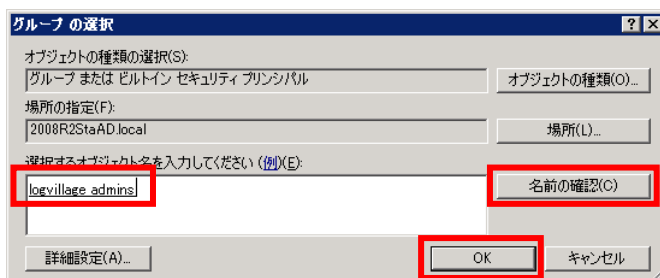 グループ の選択
オブジェクトの種類の選択(S):
グループ または ビルトイン セキュリティ プリンシパル
オブジェクトの種類(O)...
場所の指定(F):
2008R2StaAD.local
場所(L)...
選択するオブジェクト名を入力してください (例)(E):
logvillage admins
名前の確認(C)
詳細設定(A)...
OK
キャンセル